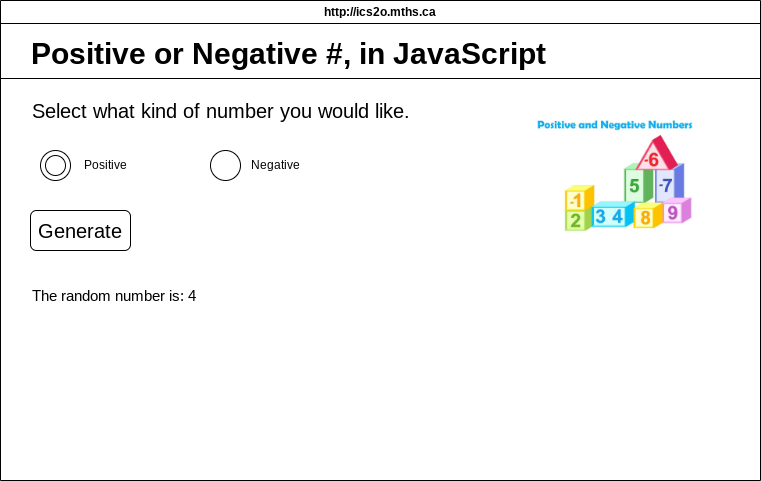 http://ics2o.mths.ca
Positive or Negative #, in JavaScript
Select what kind of number you would like.
Positive and Negative Numbers
-6
Positive
Negative
5 -7
-1
2 3 4 8 9
Generate
The random number is: 4